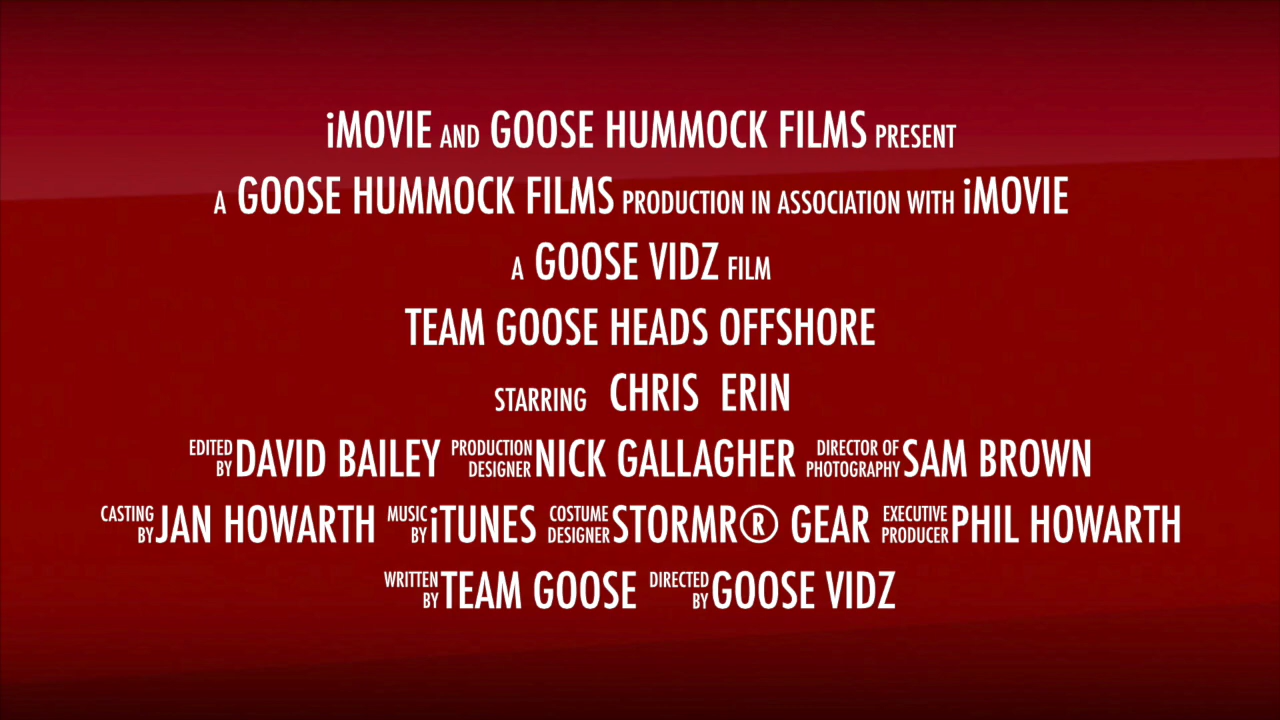 iMOVIE AND GOOSE HUMMOCK FILMS PRESENT
A GOOSE HUMMOCK FILMS PRODUCTION IN ASSOCIATION WITH iMOVIE
A GOOSE VIDZ FILM
TEAM GOOSE HEADS OFFSHORE
STARRING CHRIS ERIN
EDITED BY DAVID BAILEY PRODUCTION DESIGNER NICK GALLAGHER DIRECTOR OF PHOTOGRAPHY SAM BROWN
CASTING BY JAN HOWARTH MUSIC BY iTUNES COSTUME DESIGNER STORMR® GEAR EXECUTIVE PRODUCER PHIL HOWARTH
WRITTEN BY TEAM GOOSE DIRECTED BY GOOSE VIDZ